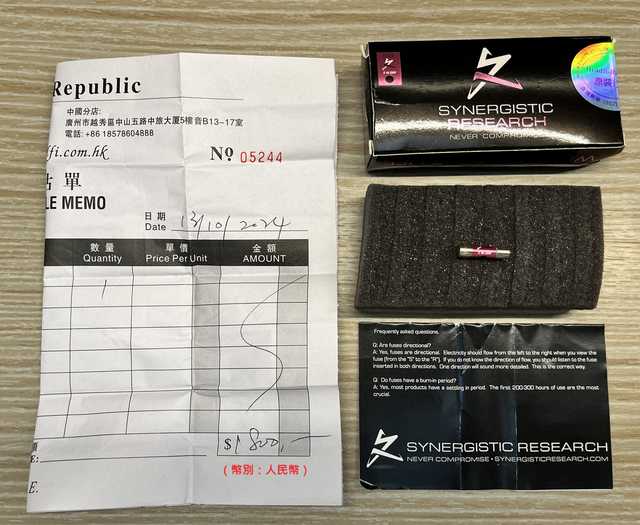 Republic
中國分店:
廣州市越秀區中山五路中旅大厦5樓音B13-17室
電話: +86 18578604888
fi.com.hk
No 05244
單
LE MEMO
日期
Date 13/10/2024
數量 單價 金額
Quantity Price Per Unit AMOUNT
1
$1800,-
(幣別：人民幣)
E:
E.
原裝
SYNERGISTIC
RESEARCH
NEVER COMPROMISE
Frequently asked questions.
Q: Are fuses directional?
A: Yes, fuses are directional. Electricity should flow from the left to the right when you view the
fuse (from the "S" to the "R"). If you do not know the direction of flow, you should listen to the fuse
inserted in both directions. One direction will sound more detailed. This is the correct way.
Q: Do fuses have a burn-in period?
A: Yes, most products have a settling in period. The first 200-300 hours of use are the most
crucial.
SYNERGISTIC RESEARCH
NEVER COMPROMISE • SYNERGISTICRESEARCH.COM